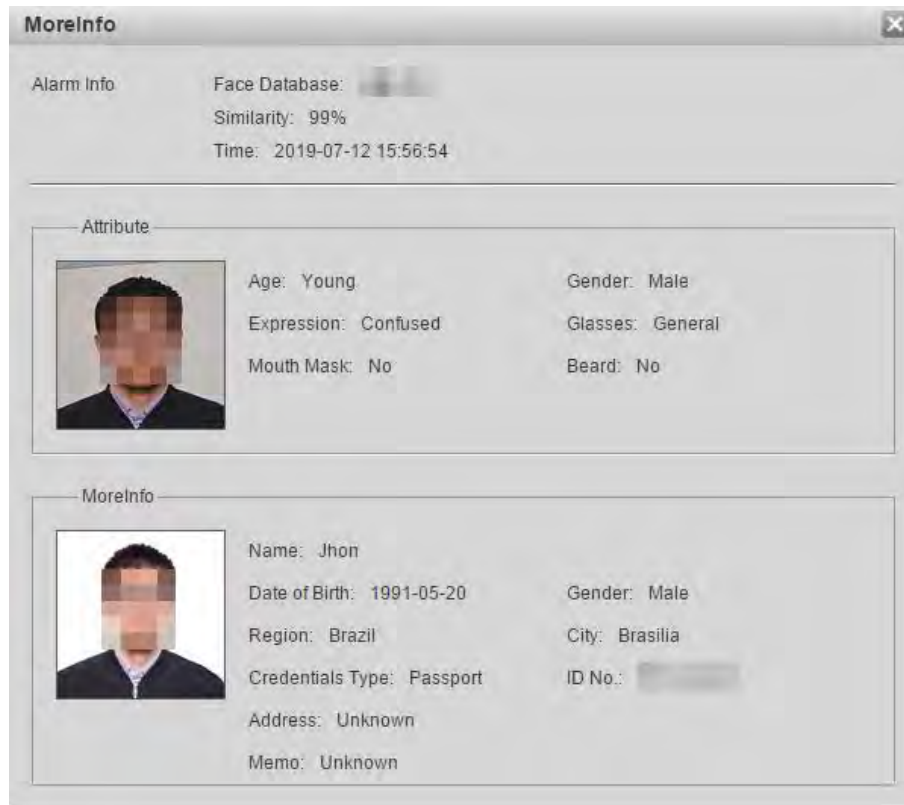 MoreInfo
Alarm Info Face Database:
Similarity: 99%
Time: 2019-07-12 15:56:54
Attribute
Age: Young Gender: Male
Expression: Confused Glasses: General
Mouth Mask: No Beard: No
MoreInfo
Name: Jhon
Date of Birth: 1991-05-20 Gender: Male
Region: Brazil City: Brasilia
Credentials Type: Passport ID No.:
Address: Unknown
Memo: Unknown